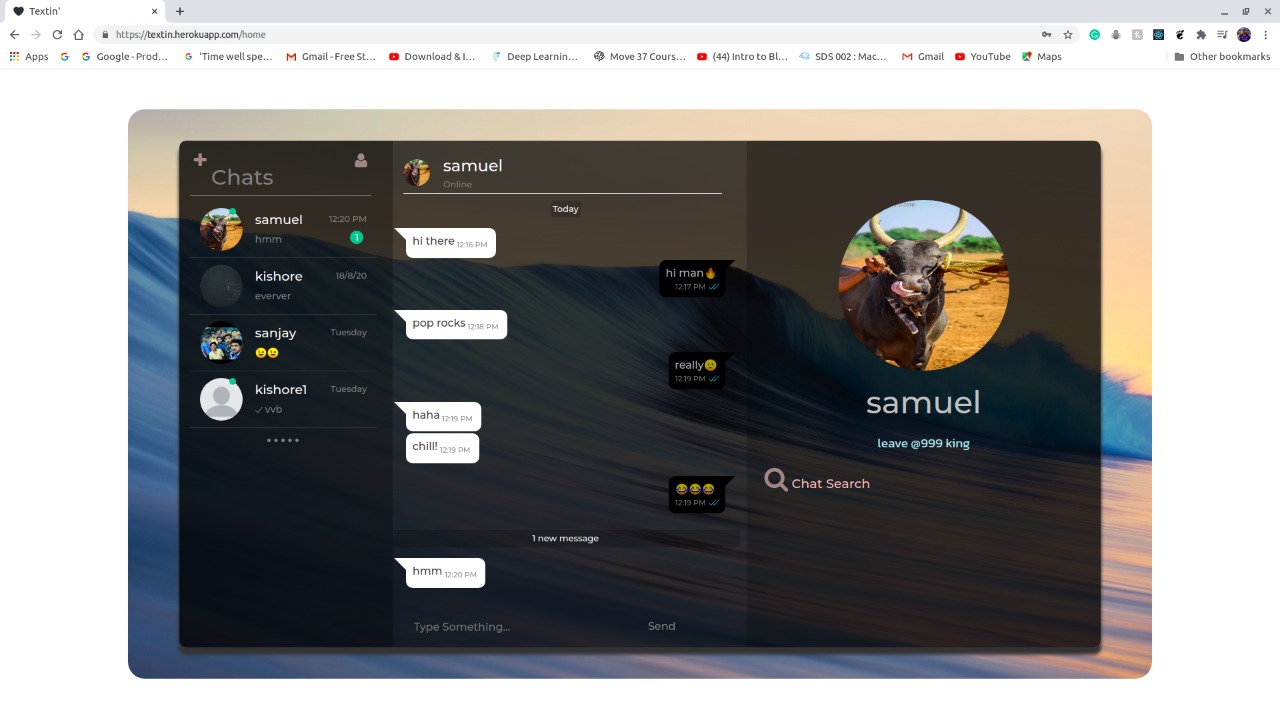 Textin'
https://textin.herokuapp.com/home
Apps
Google - Prod…
'Time well spe…
Gmail - Free St…
Download & I…
Deep Learnin…
Move 37 Cours…
(44) Intro to Bl…
SDS 002 : Mac…
Gmail
YouTube
Maps
Other bookmarks
Chats
samuel
12:20 PM
hmm
1
kishore
18/8/20
everver
sanjay
Tuesday
😐😐
kishore1
Tuesday
vvb
samuel
Online
Today
hi there 12:16 PM
hi man🔥
12:17 PM
pop rocks 12:18 PM
really🤨
12:19 PM
haha 12:19 PM
chill! 12:19 PM
😂😂😂
12:19 PM
1 new message
hmm 12:20 PM
Type Something...
Send
samuel
leave @999 king
Chat Search